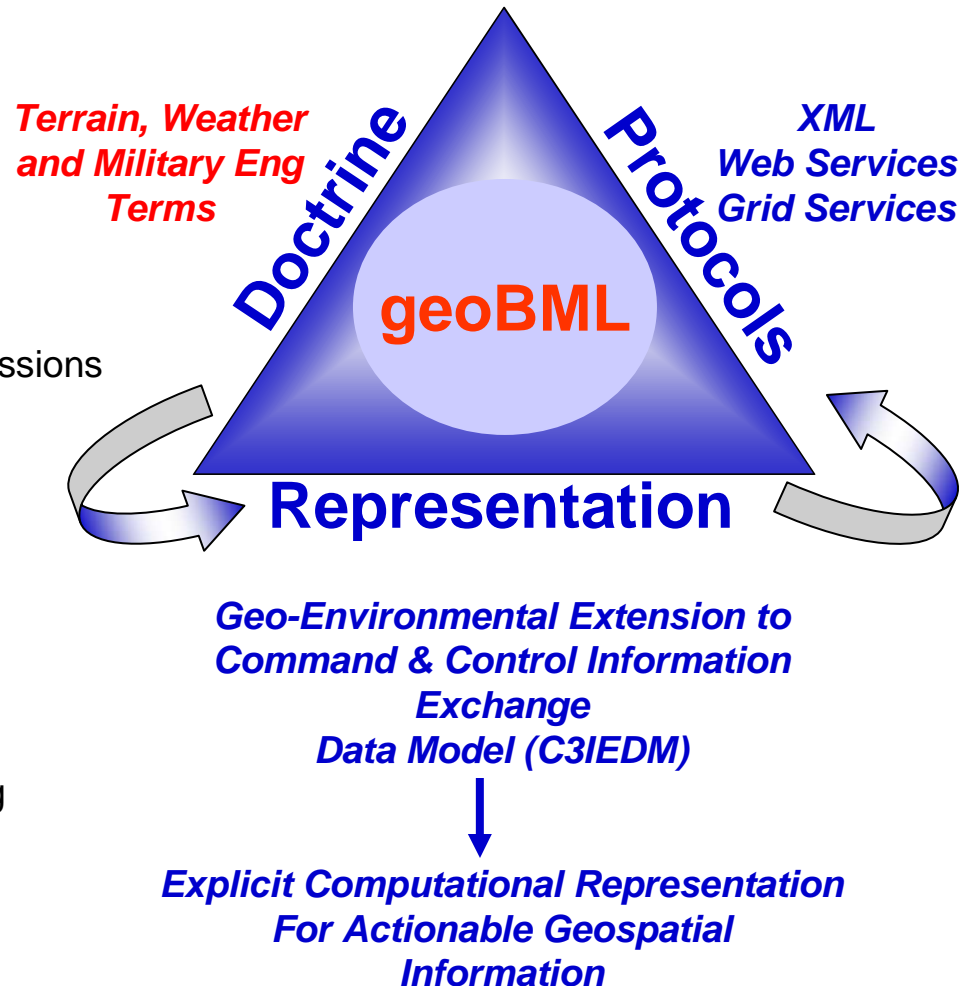 Terrain, Weather
and Military Eng
Terms
Doctrine
Protocols
XML
Web Services
Grid Services
geoBML
essions
Representation
Geo-Environmental Extension to
Command & Control Information
Exchange
Data Model (C3IEDM)
Explicit Computational Representation
For Actionable Geospatial
Information